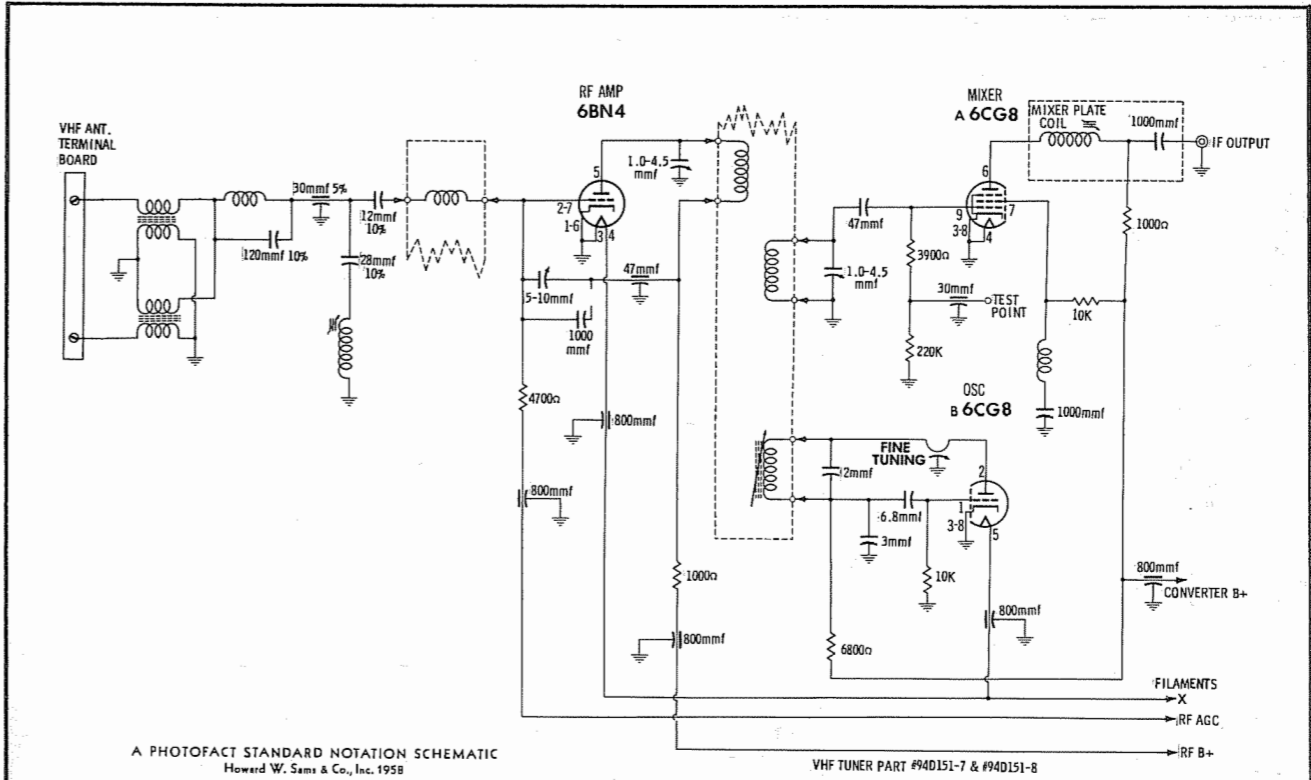 RF AMP
6BN4
MIXER
A 6CG8
MIXER PLATE
COIL
1000mmf
IF OUTPUT
VHF ANT.
TERMINAL
BOARD
30mmf 5%
12mmf
10%
120mmf 10%
28mmf
10%
5
2-7
1-6
3
4
1.0-4.5
mmf
47mmf
5-10mmf
1000
mmf
4700Ω
800mmf
800mmf
1000Ω
800mmf
47mmf
1.0-4.5
mmf
6
9
7
3-8
4
3900Ω
30mmf
TEST
POINT
220K
10K
1000Ω
1000mmf
OSC
B 6CG8
FINE
TUNING
2mmf
6.8mmf
3mmf
10K
2
1
3-8
5
800mmf
6800Ω
800mmf
CONVERTER B+
FILAMENTS
X
RF AGC
RF B+
A PHOTOFACT STANDARD NOTATION SCHEMATIC
Howard W. Sams & Co., Inc. 1958
VHF TUNER PART #94D151-7 & #94D151-8